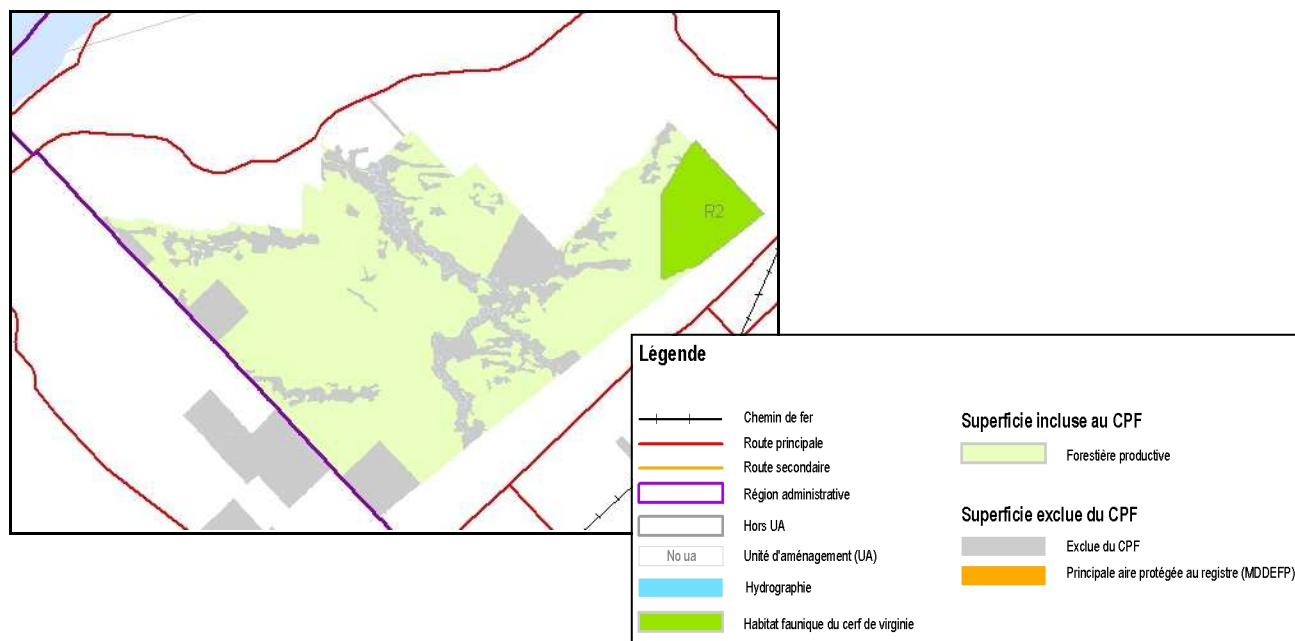 R2
Légende
Chemin de fer
Route principale
Route secondaire
Région administrative
Hors UA
No ua
Unité d'aménagement (UA)
Hydrographie
Habitat faunique du cerf de virginie
Superficie incluse au CPF
Forestière productive
Superficie exclue du CPF
Exclue du CPF
Principale aire protégée au registre (MDDEFP)